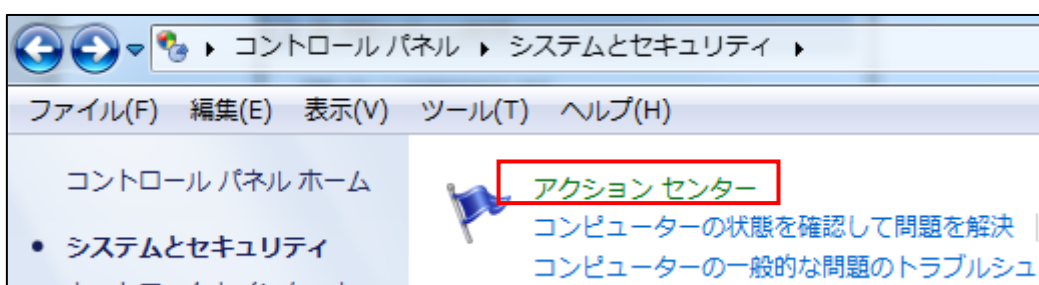 コントロール パネル ▸ システムとセキュリティ ▸
ファイル(F) 編集(E) 表示(V) ツール(T) ヘルプ(H)
コントロール パネル ホーム
• システムとセキュリティ
アクション センター
コンピューターの状態を確認して問題を解決
コンピューターの一般的な問題のトラブルシュ